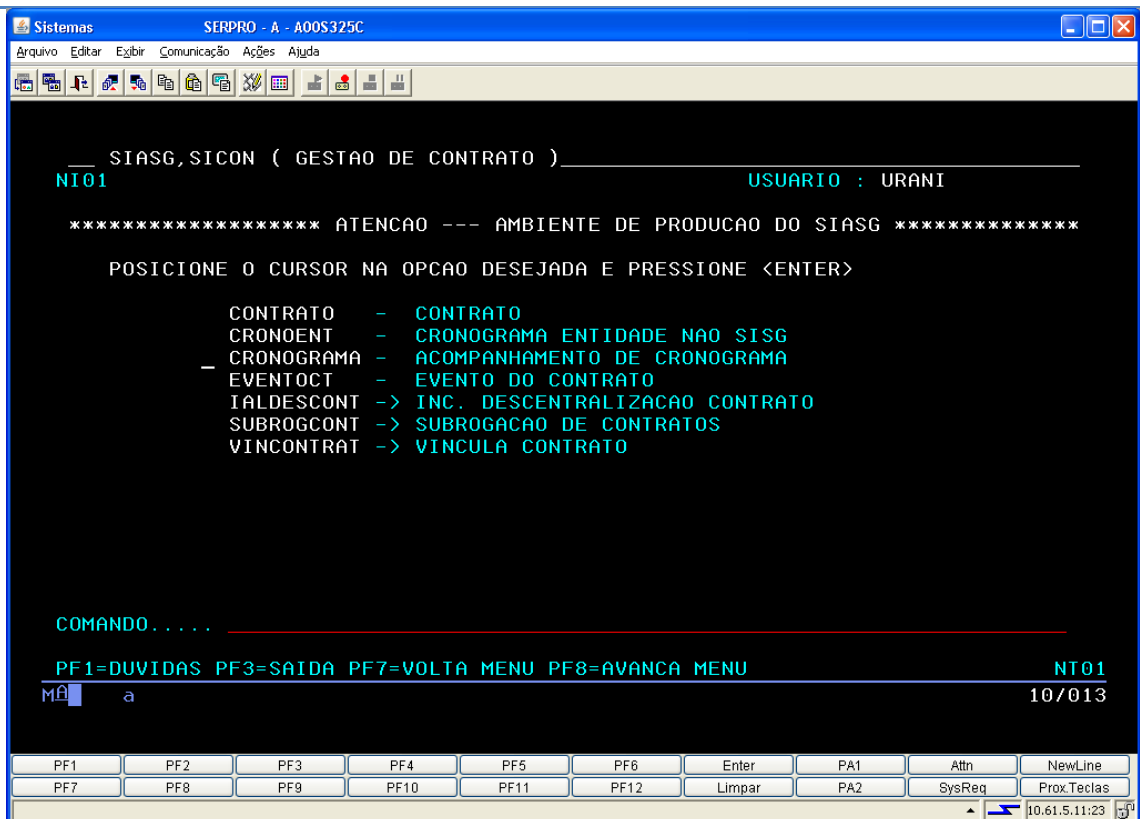 Sistemas SERPRO - A - A00S325C
Arquivo Editar Exibir Comunicação Ações Ajuda
__ SIASG,SICON ( GESTAO DE CONTRATO )
NI01 USUARIO : URANI
******************* ATENCAO --- AMBIENTE DE PRODUCAO DO SIASG **************
POSICIONE O CURSOR NA OPCAO DESEJADA E PRESSIONE <ENTER>
CONTRATO - CONTRATO
CRONOENT - CRONOGRAMA ENTIDADE NAO SISG
_ CRONOGRAMA - ACOMPANHAMENTO DE CRONOGRAMA
EVENTOCT - EVENTO DO CONTRATO
IALDESCONT -> INC. DESCENTRALIZACAO CONTRATO
SUBROGCONT -> SUBROGACAO DE CONTRATOS
VINCONTRAT -> VINCULA CONTRATO
COMANDO.....
PF1=DUVIDAS PF3=SAIDA PF7=VOLTA MENU PF8=AVANCA MENU NT01
MA a 10/013
PF1 PF2 PF3 PF4 PF5 PF6 Enter PA1 Attn NewLine
PF7 PF8 PF9 PF10 PF11 PF12 Limpar PA2 SysReq Prox.Teclas
10.61.5.11:23